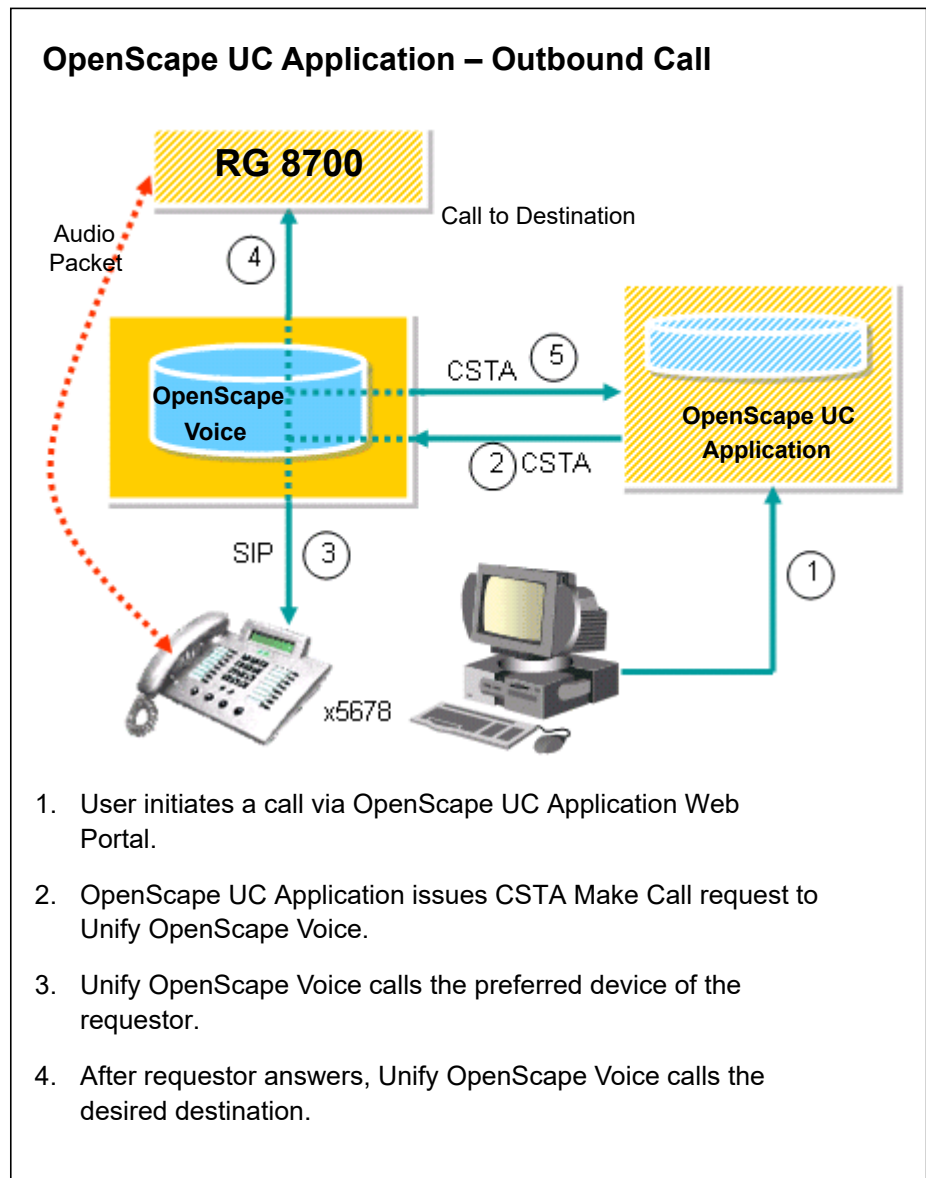 OpenScape UC Application – Outbound Call
RG 8700
Call to Destination
Audio
Packet
4
CSTA 5
OpenScape
Voice
OpenScape UC
Application
2 CSTA
SIP 3
1
x5678
1. User initiates a call via OpenScape UC Application Web
Portal.
2. OpenScape UC Application issues CSTA Make Call request to
Unify OpenScape Voice.
3. Unify OpenScape Voice calls the preferred device of the
requestor.
4. After requestor answers, Unify OpenScape Voice calls the
desired destination.